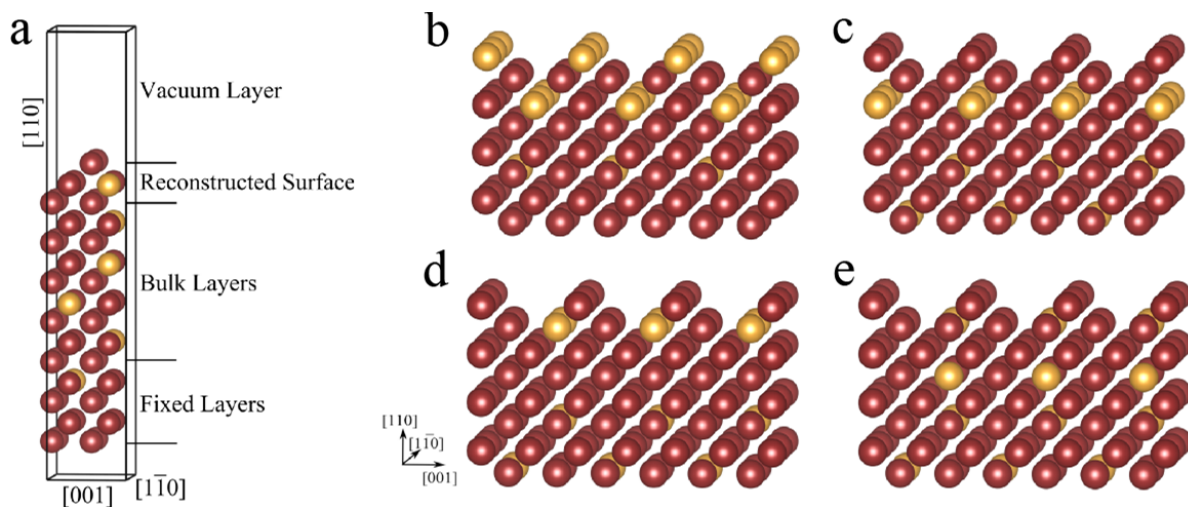 a
b
c
[110]
Vacuum Layer
Reconstructed Surface
Bulk Layers
Fixed Layers
[001]
[11̅0]
d
e
[110]
[11̅0]
[001]